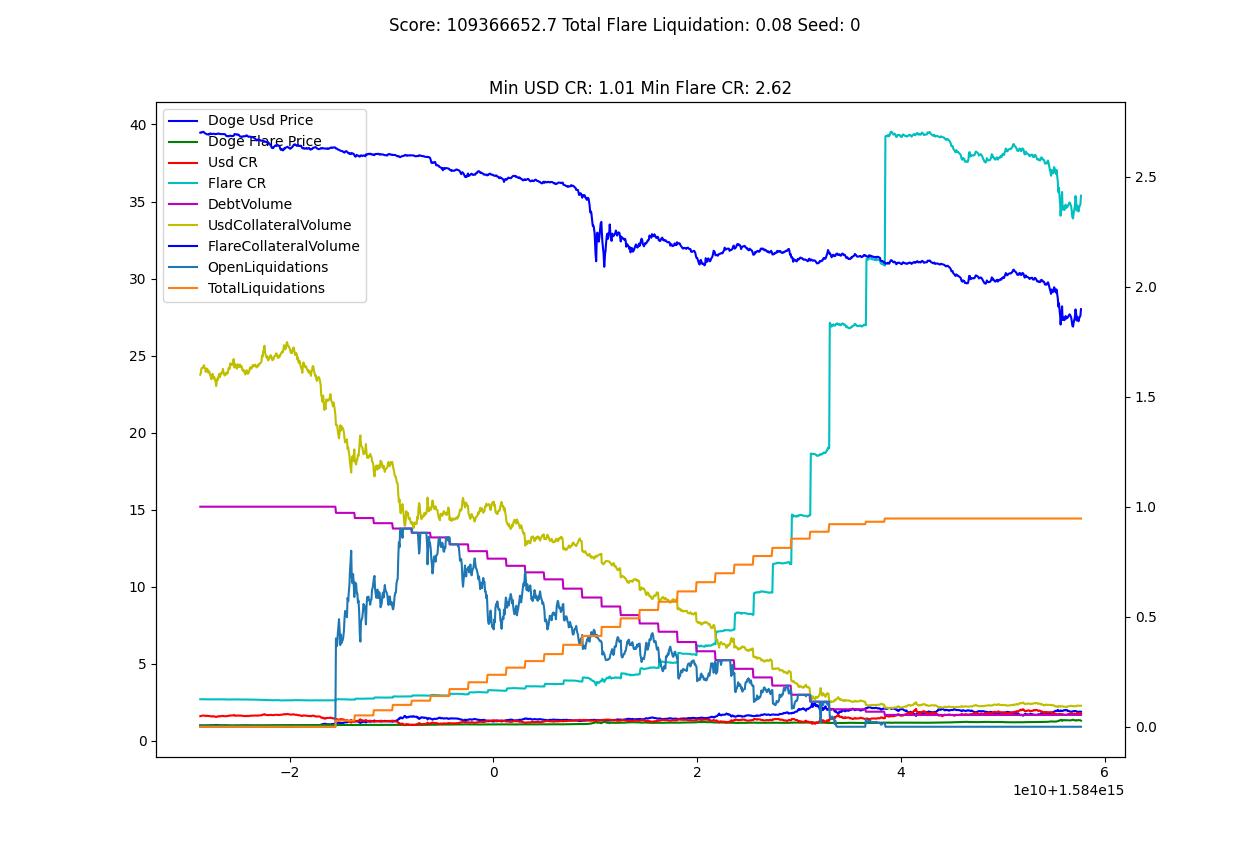 Score: 109366652.7 Total Flare Liquidation: 0.08 Seed: 0
Min USD CR: 1.01 Min Flare CR: 2.62
Doge Usd Price
Doge Flare Price
Usd CR
Flare CR
DebtVolume
UsdCollateralVolume
FlareCollateralVolume
OpenLiquidations
TotalLiquidations
40
35
30
25
20
15
10
5
0
2.5
2.0
1.5
1.0
0.5
0.0
−2
0
2
4
6
1e10+1.584e15